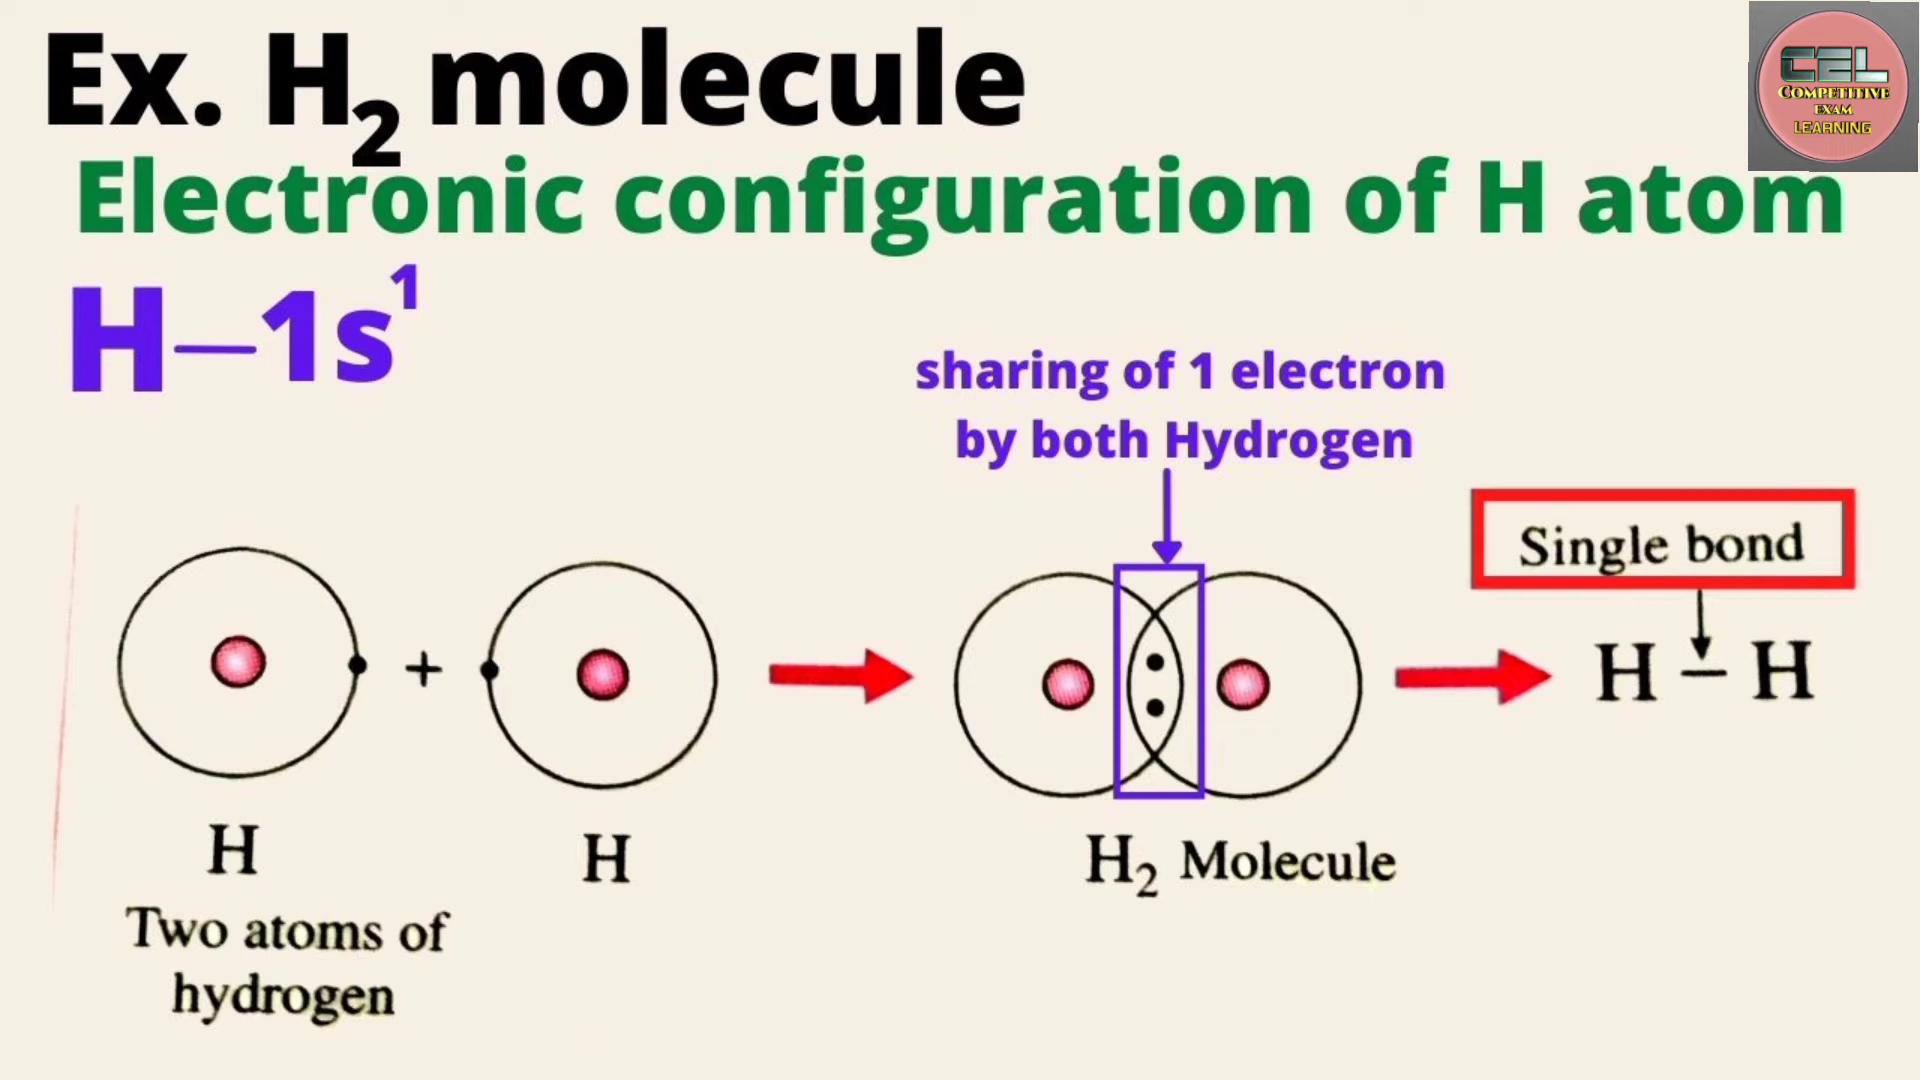 Ex. H₂ molecule
CEL
COMPETITIVE
EXAM
LEARNING
Electronic configuration of H atom
H—1s¹
sharing of 1 electron
by both Hydrogen
Single bond
+
H – H
H
H
H₂ Molecule
Two atoms of
hydrogen